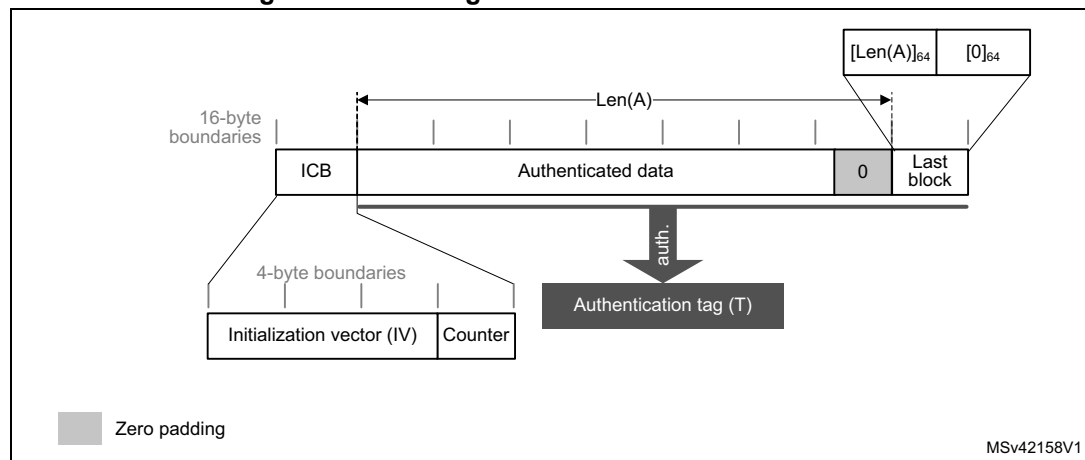 [Len(A)]₆₄ [0]₆₄
Len(A)
16-byte
boundaries
ICB Authenticated data 0 Last
block
auth.
4-byte boundaries
Authentication tag (T)
Initialization vector (IV) Counter
Zero padding
MSv42158V1